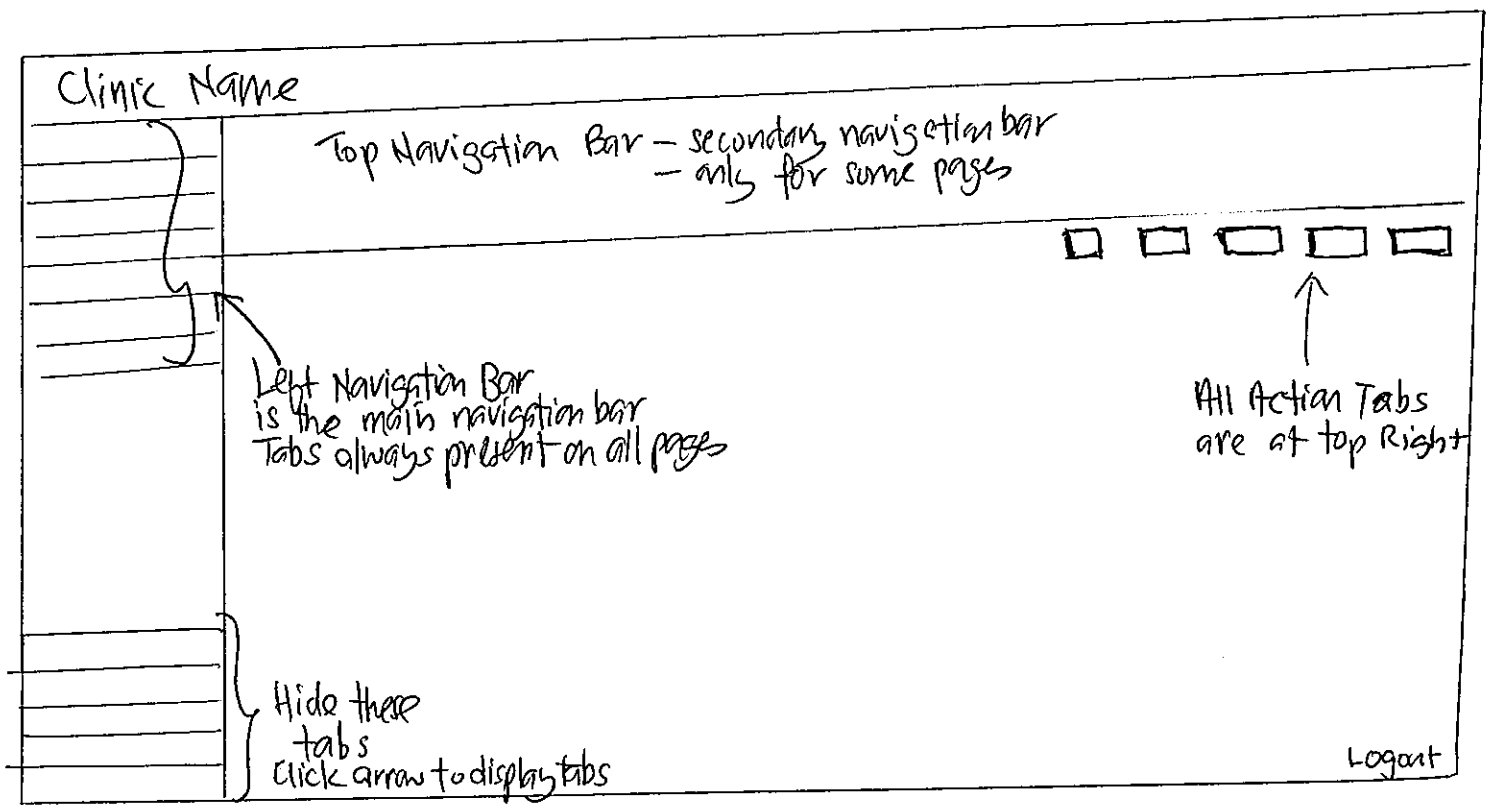 Clinic Name
Top Navigation Bar – secondary navigation bar
– only for some pages
Left Navigation Bar
is the main navigation bar
Tabs always present on all pages
All Action Tabs
are at top Right
Hide these
tabs
Click arrow to display tabs
Logout